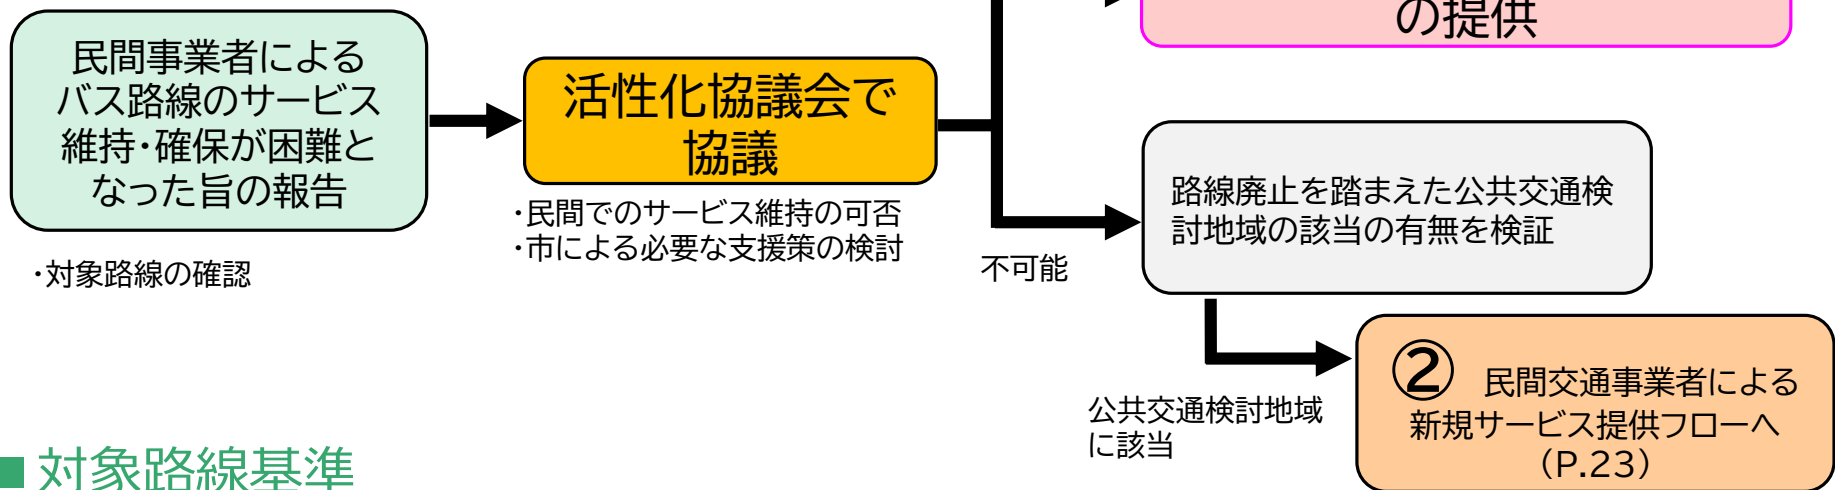 の提供
民間事業者による
バス路線のサービス
維持・確保が困難と
なった旨の報告
・対象路線の確認
活性化協議会で
協議
・民間でのサービス維持の可否
・市による必要な支援策の検討
不可能
路線廃止を踏まえた公共交通検
討地域の該当の有無を検証
公共交通検討地域
に該当
② 民間交通事業者による
新規サービス提供フローへ
（P.23）
■対象路線基準